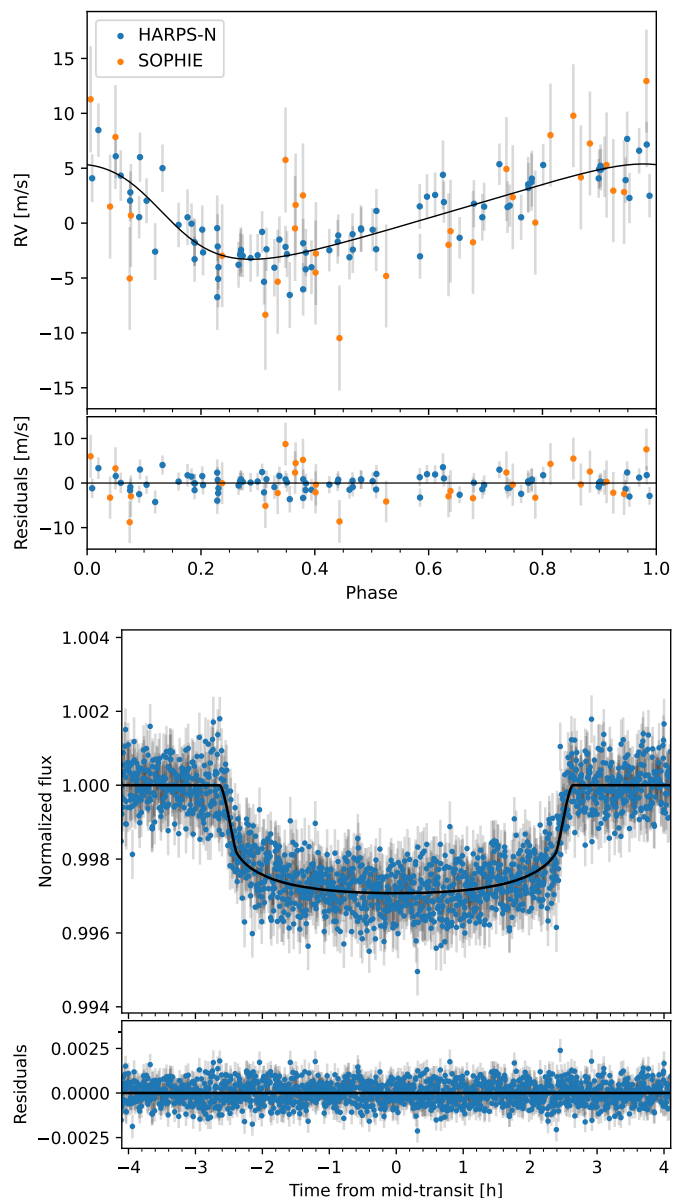 HARPS-N
SOPHIE
15
10
5
0
−5
−10
−15
RV [m/s]
10
0
−10
Residuals [m/s]
0.0 0.2 0.4 0.6 0.8 1.0
Phase
1.004
1.002
1.000
0.998
0.996
0.994
Normalized flux
0.0025
0.0000
−0.0025
Residuals
−4 −3 −2 −1 0 1 2 3 4
Time from mid-transit [h]